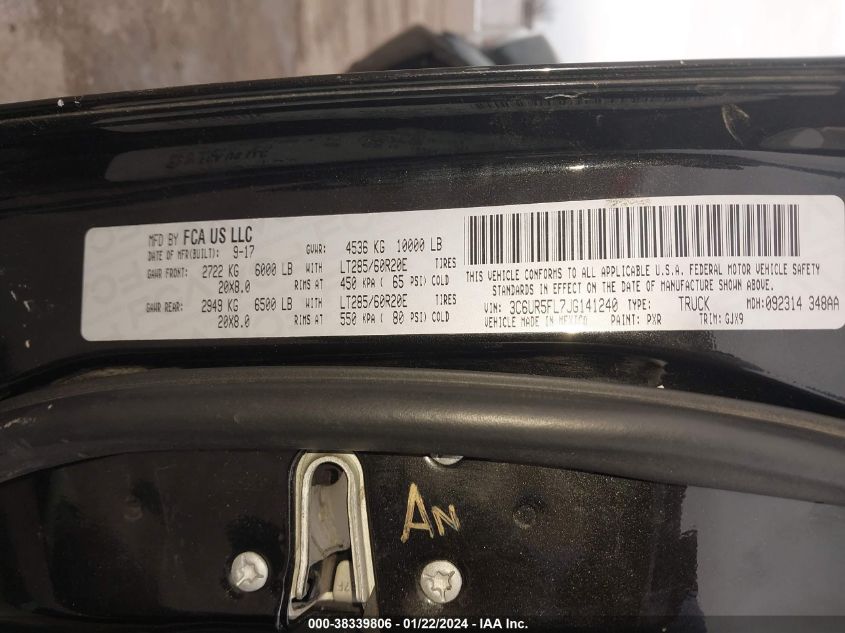 MFD BY FCA US LLC
DATE OF MFR(BUILT): 9-17 GVWR: 4536 KG 10000 LB
GAWR FRONT: 2722 KG 6000 LB WITH LT285/60R20E TIRES
20X8.0 RIMS AT 450 KPA ( 65 PSI) COLD
GAWR REAR: 2949 KG 6500 LB WITH LT285/60R20E TIRES
20X8.0 RIMS AT 550 KPA ( 80 PSI) COLD
THIS VEHICLE CONFORMS TO ALL APPLICABLE U.S.A. FEDERAL MOTOR VEHICLE SAFETY
STANDARDS IN EFFECT ON THE DATE OF MANUFACTURE SHOWN ABOVE.
VIN: 3C6UR5FL7JG141240 TYPE: TRUCK MDH: 092314 348AA
VEHICLE MADE IN MEXICO PAINT: PXR TRIM: GJX9
AN
000-38339806 - 01/22/2024 - IAA Inc.